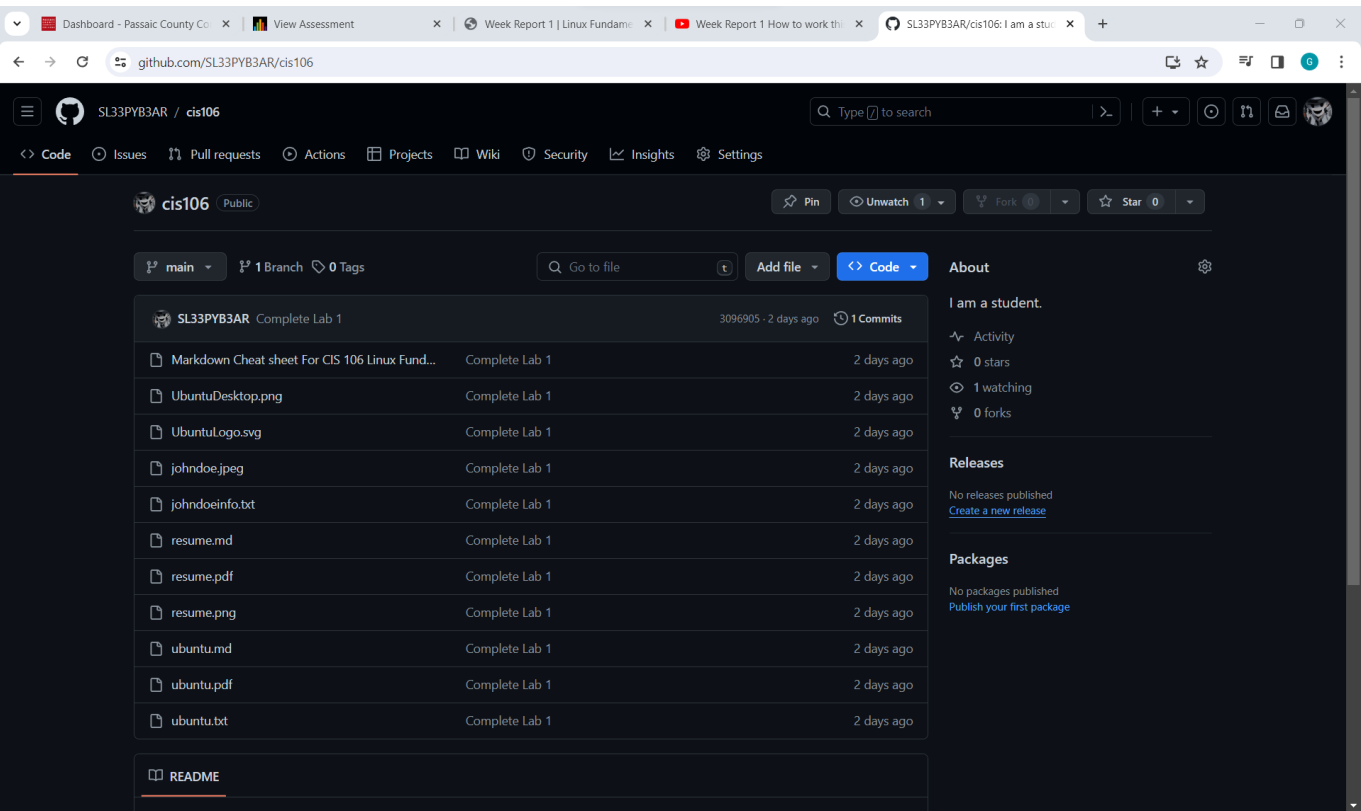 Dashboard - Passaic County Co
View Assessment
Week Report 1 | Linux Fundame
Week Report 1 How to work thi
SL33PYB3AR/cis106: I am a stud
github.com/SL33PYB3AR/cis106
G
SL33PYB3AR / cis106
Type / to search
Code
Issues
Pull requests
Actions
Projects
Wiki
Security
Insights
Settings
cis106 Public
Pin
Unwatch 1
Fork 0
Star 0
main
1 Branch
0 Tags
Go to file t
Add file
Code
SL33PYB3AR Complete Lab 1 3096905 · 2 days ago 1 Commits
Markdown Cheat sheet For CIS 106 Linux Fund... Complete Lab 1 2 days ago
UbuntuDesktop.png Complete Lab 1 2 days ago
UbuntuLogo.svg Complete Lab 1 2 days ago
johndoe.jpeg Complete Lab 1 2 days ago
johndoeinfo.txt Complete Lab 1 2 days ago
resume.md Complete Lab 1 2 days ago
resume.pdf Complete Lab 1 2 days ago
resume.png Complete Lab 1 2 days ago
ubuntu.md Complete Lab 1 2 days ago
ubuntu.pdf Complete Lab 1 2 days ago
ubuntu.txt Complete Lab 1 2 days ago
README
About
I am a student.
Activity
0 stars
1 watching
0 forks
Releases
No releases published
Create a new release
Packages
No packages published
Publish your first package